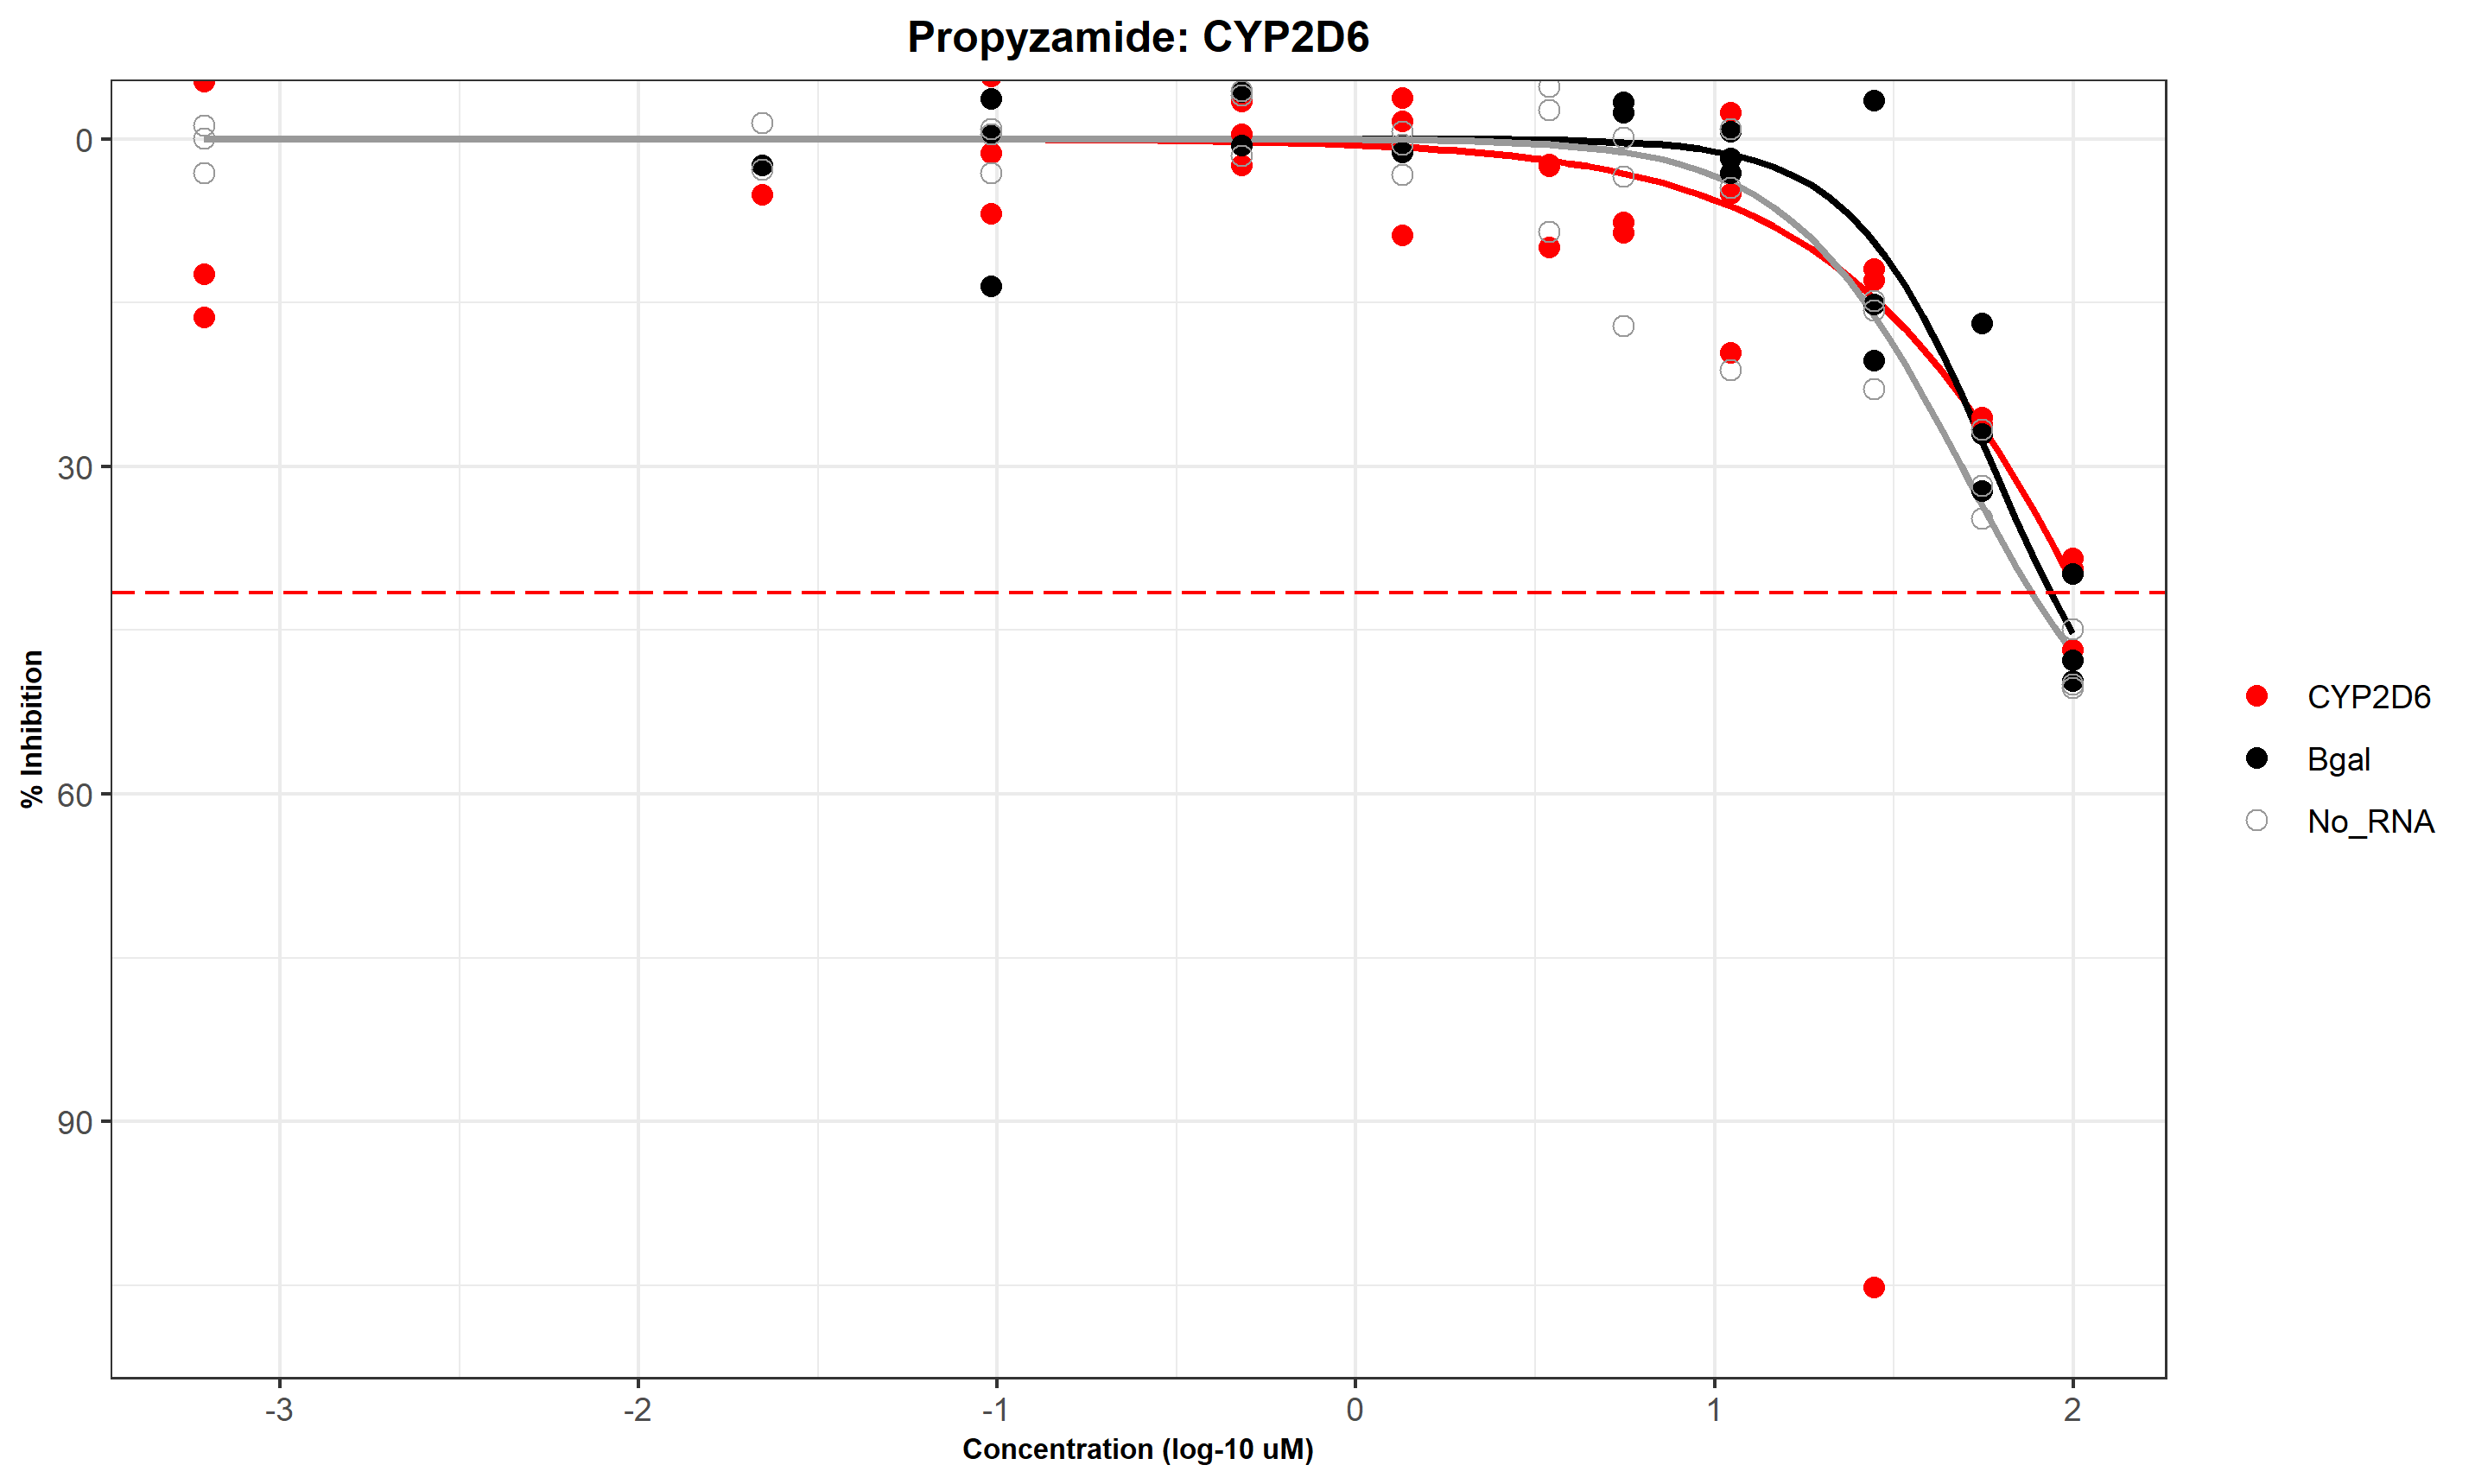 Propyzamide: CYP2D6
% Inhibition
0
30
60
90
-3
-2
-1
0
1
2
Concentration (log-10 uM)
CYP2D6
Bgal
No_RNA